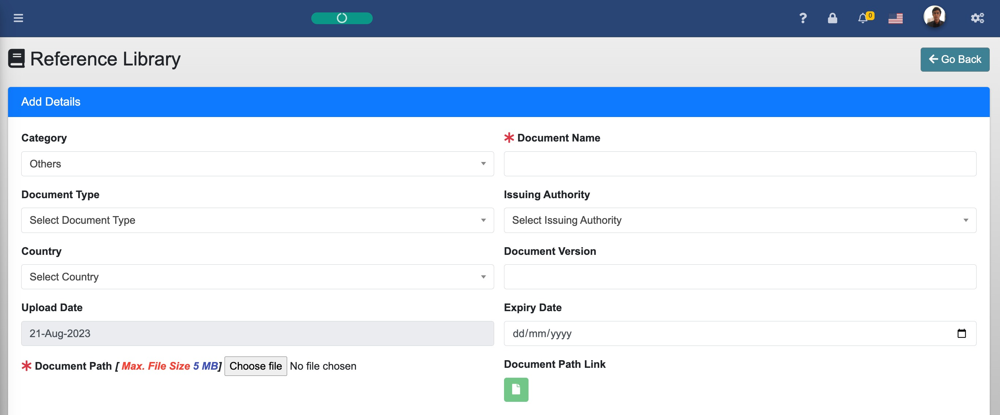 0
Reference Library
Go Back
Add Details
Category
Document Name
Others
Document Type
Issuing Authority
Select Document Type
Select Issuing Authority
Country
Document Version
Select Country
Upload Date
Expiry Date
21-Aug-2023
dd/mm/yyyy
Document Path [ Max. File Size 5 MB] Choose file No file chosen
Document Path Link